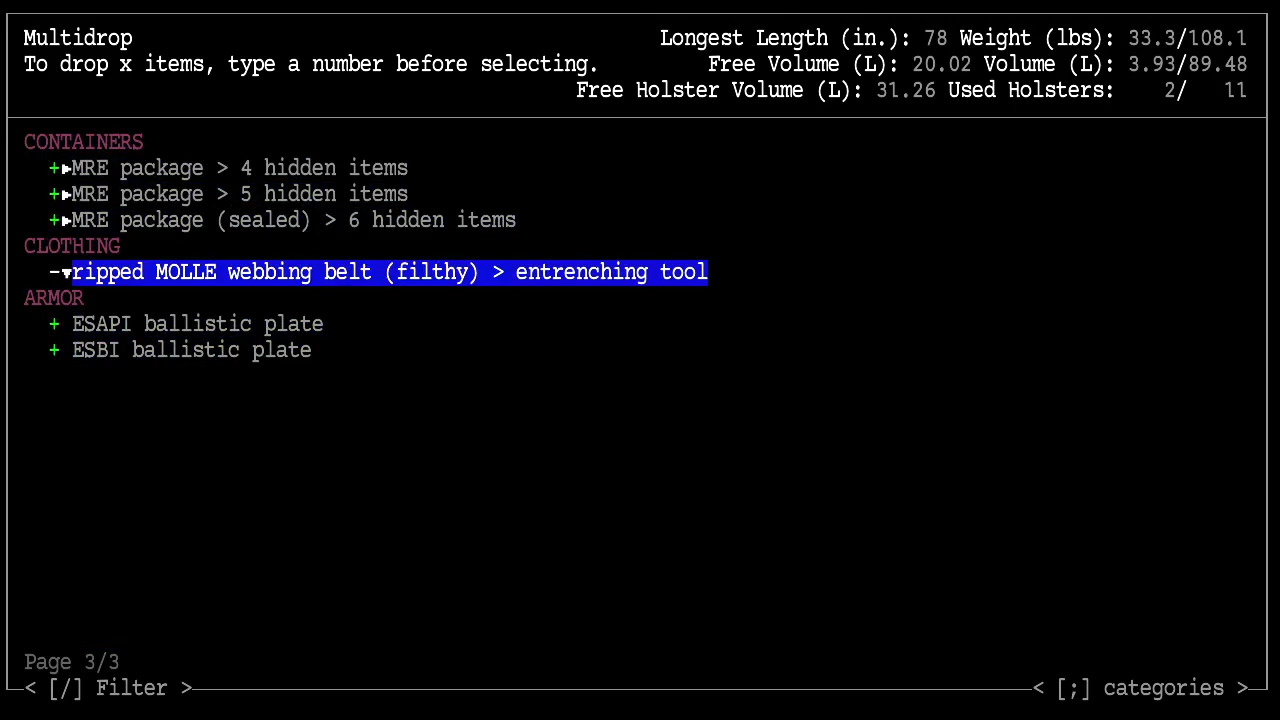 Multidrop Longest Length (in.): 78 Weight (lbs): 33.3/108.1
To drop x items, type a number before selecting. Free Volume (L): 20.02 Volume (L): 3.93/89.48
Free Holster Volume (L): 31.26 Used Holsters: 2/ 11
CONTAINERS
+▸MRE package > 4 hidden items
+▸MRE package > 5 hidden items
+▸MRE package (sealed) > 6 hidden items
CLOTHING
-▾ripped MOLLE webbing belt (filthy) > entrenching tool
ARMOR
+ ESAPI ballistic plate
+ ESBI ballistic plate
Page 3/3
< [/] Filter > < [;] categories >